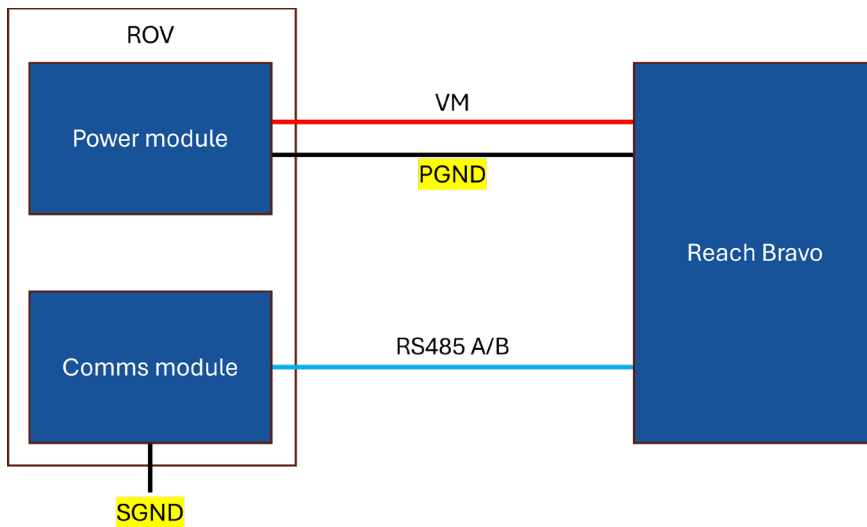 ROV
Power module
VM
PGND
Reach Bravo
Comms module
RS485 A/B
SGND